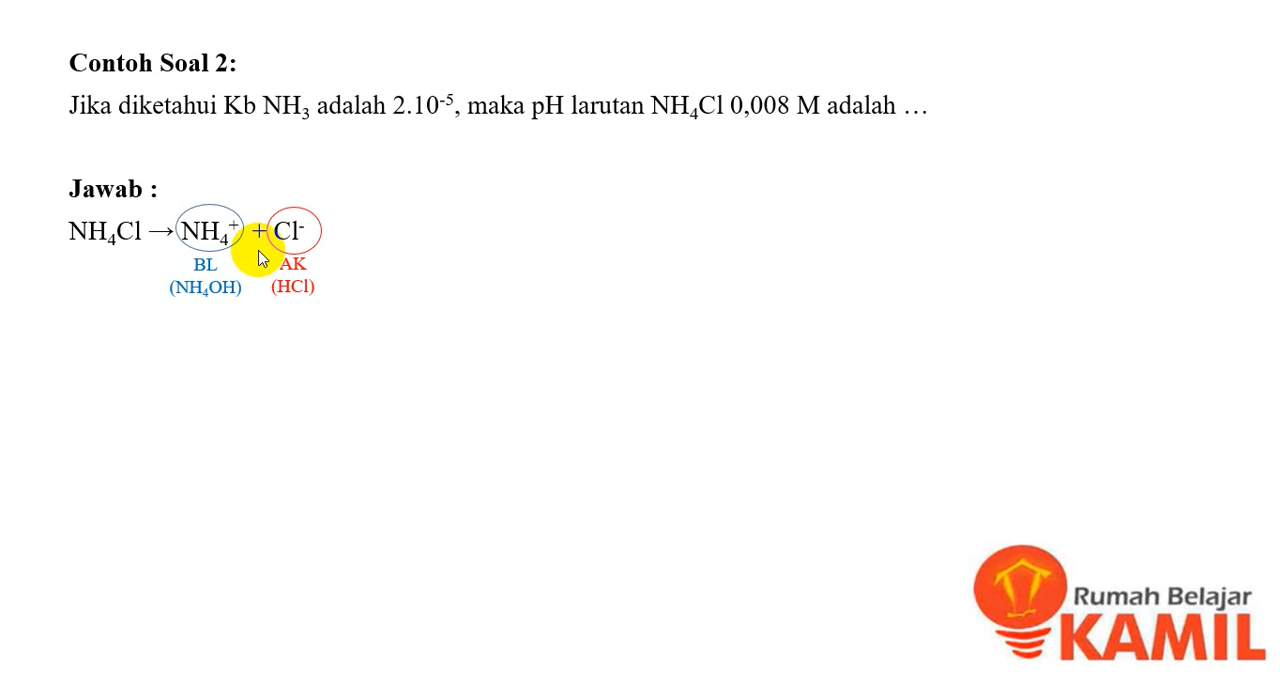 Contoh Soal 2:
Jika diketahui Kb NH₃ adalah 2.10⁻⁵, maka pH larutan NH₄Cl 0,008 M adalah …
Jawab :
NH₄Cl → NH₄⁺ + Cl⁻
BL AK
(NH₄OH) (HCl)
Rumah Belajar
KAMIL